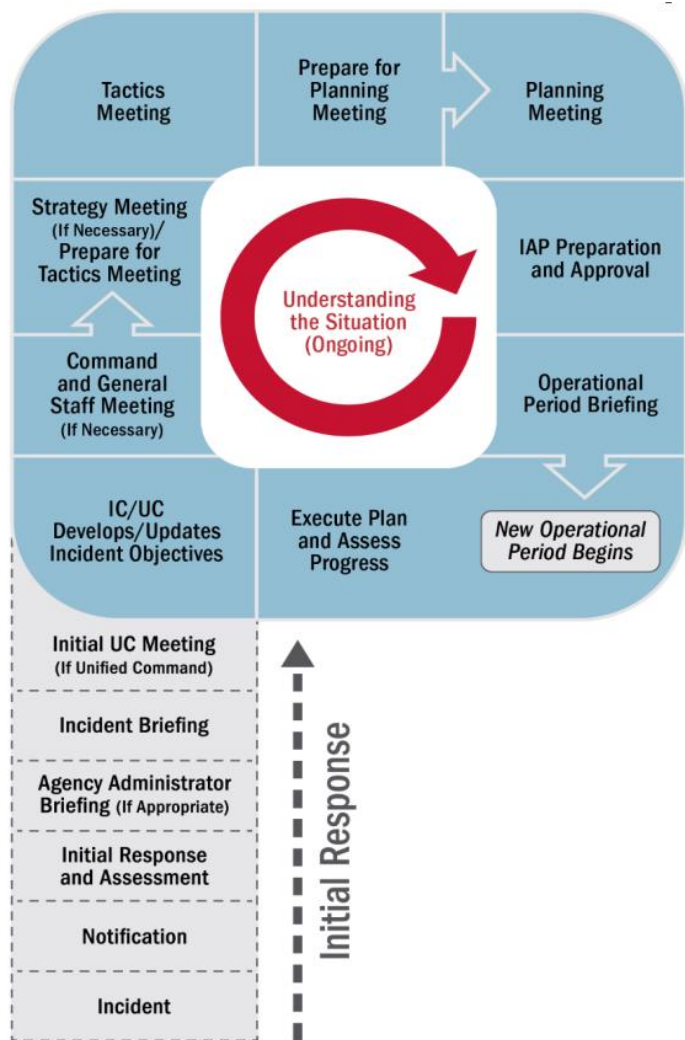 Tactics
Meeting
Prepare for
Planning
Meeting
Planning
Meeting
Strategy Meeting
(If Necessary)/
Prepare for
Tactics Meeting
Understanding
the Situation
(Ongoing)
IAP Preparation
and Approval
Command
and General
Staff Meeting
(If Necessary)
Operational
Period Briefing
IC/UC
Develops/Updates
Incident Objectives
Execute Plan
and Assess
Progress
New Operational
Period Begins
Initial UC Meeting
(If Unified Command)
Incident Briefing
Agency Administrator
Briefing (If Appropriate)
Initial Response
and Assessment
Notification
Incident
Initial Response